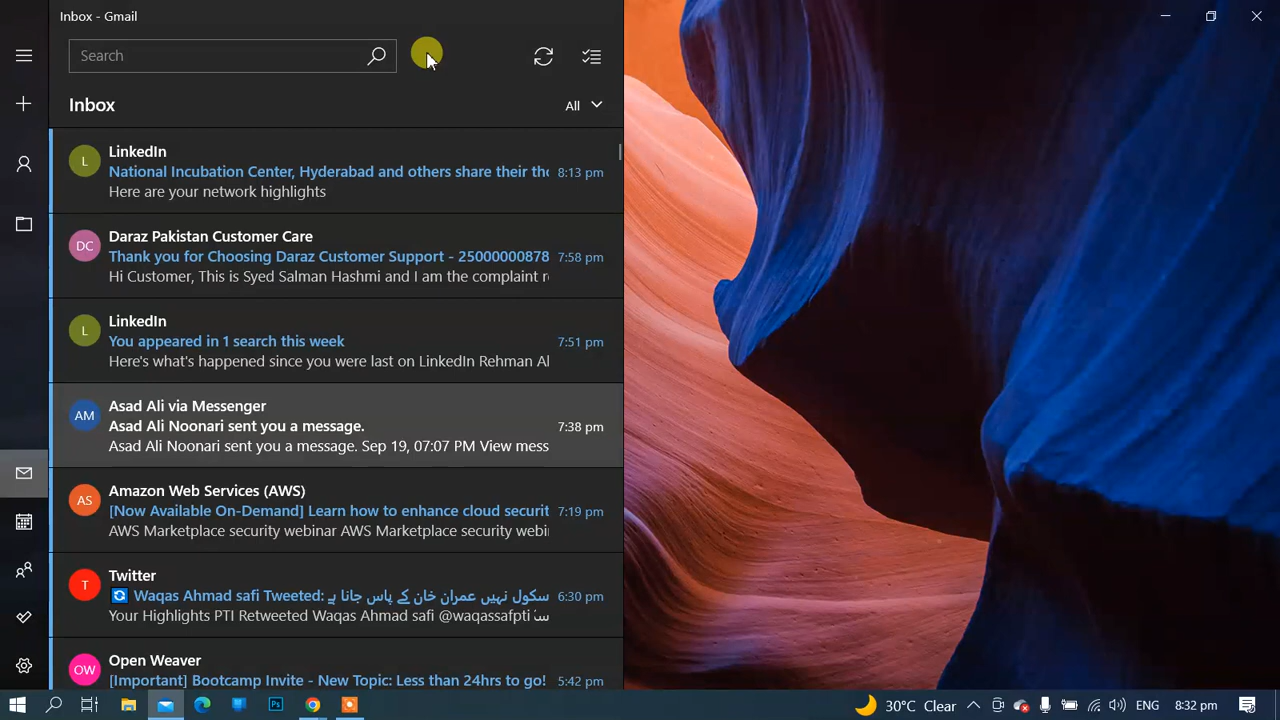 Inbox - Gmail
Search
Inbox
All
L
LinkedIn
National Incubation Center, Hyderabad and others share their tho
8:13 pm
Here are your network highlights
DC
Daraz Pakistan Customer Care
Thank you for Choosing Daraz Customer Support - 25000000878
7:58 pm
Hi Customer, This is Syed Salman Hashmi and I am the complaint r
L
LinkedIn
You appeared in 1 search this week
7:51 pm
Here's what's happened since you were last on LinkedIn Rehman Al
AM
Asad Ali via Messenger
Asad Ali Noonari sent you a message.
7:38 pm
Asad Ali Noonari sent you a message. Sep 19, 07:07 PM View mess
AS
Amazon Web Services (AWS)
[Now Available On-Demand] Learn how to enhance cloud securit
7:19 pm
AWS Marketplace security webinar AWS Marketplace security webi
T
Twitter
Waqas Ahmad safi Tweeted: سکول نہیں عمران خان کے پاس جانا ہے
6:30 pm
Your Highlights PTI Retweeted Waqas Ahmad safi @waqassafpti
OW
Open Weaver
[Important] Bootcamp Invite - New Topic: Less than 24hrs to go!
5:42 pm
Ps
30°C Clear
ENG
8:32 pm